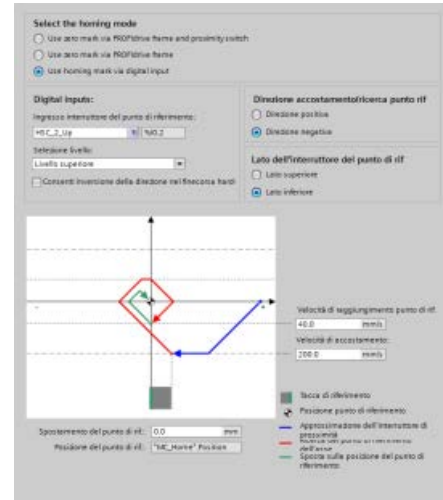 Select the homing mode
Use zero mark via PROFIdrive frame and proximity switch
Use zero mark via PROFIdrive frame
Use homing mark via digital input
Digital inputs:
Ingresso interruttore del punto di riferimento:
HSC_2_Up
%I0.2
Selezione livello:
Livello superiore
Consenti inversione della direzione nel finecorsa hard
Direzione accostamento/ricerca punto rif
Direzione positiva
Direzione negativa
Lato dell'interruttore del punto di rif
Lato superiore
Lato inferiore
Velocità di raggiungimento punto di rif.
40.0 mm/s
Velocità di accostamento:
200.0 mm/s
Tacca di riferimento
Posizione punto di riferimento
Approssimazione dell'interruttore di prossimità
dell'asse
Sposta sulla posizione del punto di riferimento.
Spostamento del punto di rif.: 0.0 mm
Posizione del punto di rif.: "MC_Home" Position